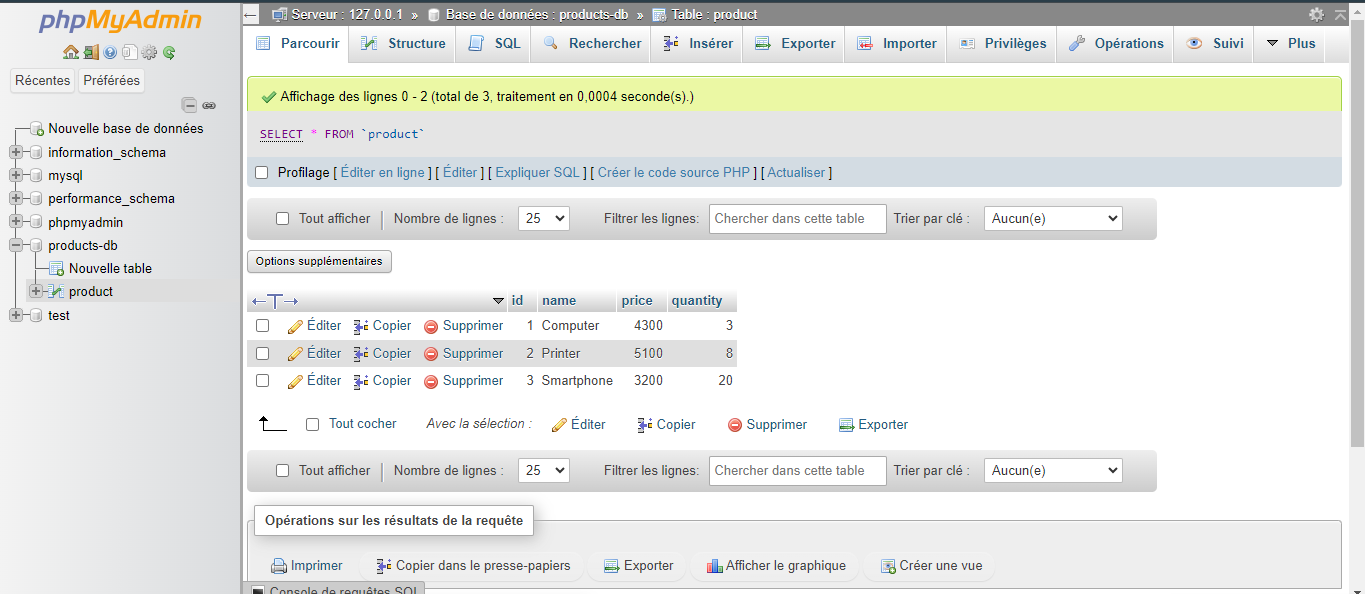 phpMyAdmin
Récentes Préférées
Nouvelle base de données
information_schema
mysql
performance_schema
phpmyadmin
products-db
Nouvelle table
product
test
Serveur : 127.0.0.1 » Base de données : products-db » Table : product
Parcourir Structure SQL Rechercher Insérer Exporter Importer Privilèges Opérations Suivi Plus
Affichage des lignes 0 - 2 (total de 3, traitement en 0,0004 seconde(s).)
SELECT * FROM `product`
Profilage [ Éditer en ligne ] [ Éditer ] [ Expliquer SQL ] [ Créer le code source PHP ] [ Actualiser ]
Tout afficher | Nombre de lignes : 25 Filtrer les lignes: Chercher dans cette table Trier par clé : Aucun(e)
Options supplémentaires
←T→ id name price quantity
Éditer Copier Supprimer 1 Computer 4300 3
Éditer Copier Supprimer 2 Printer 5100 8
Éditer Copier Supprimer 3 Smartphone 3200 20
Tout cocher Avec la sélection : Éditer Copier Supprimer Exporter
Tout afficher | Nombre de lignes : 25 Filtrer les lignes: Chercher dans cette table Trier par clé : Aucun(e)
Opérations sur les résultats de la requête
Imprimer Copier dans le presse-papiers Exporter Afficher le graphique Créer une vue
Console de requêtes SQL